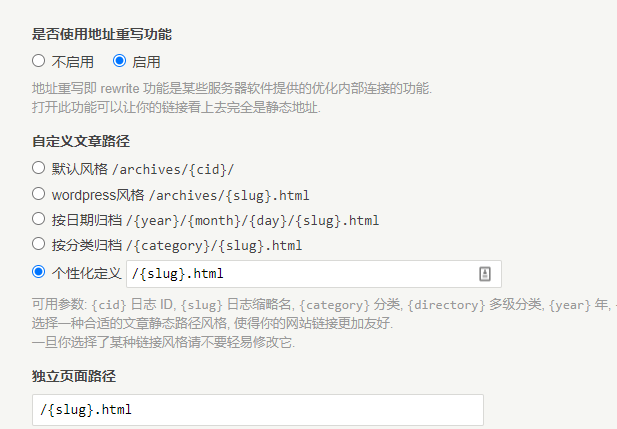 是否使用地址重写功能
不启用 启用
地址重写即 rewrite 功能是某些服务器软件提供的优化内部连接的功能.
打开此功能可以让你的链接看上去完全是静态地址.
自定义文章路径
默认风格 /archives/{cid}/
wordpress风格 /archives/{slug}.html
按日期归档 /{year}/{month}/{day}/{slug}.html
按分类归档 /{category}/{slug}.html
个性化定义 /{slug}.html
可用参数: {cid} 日志 ID, {slug} 日志缩略名, {category} 分类, {directory} 多级分类, {year} 年,
选择一种合适的文章静态路径风格, 使得你的网站链接更加友好.
一旦你选择了某种链接风格请不要轻易修改它.
独立页面路径
/{slug}.html